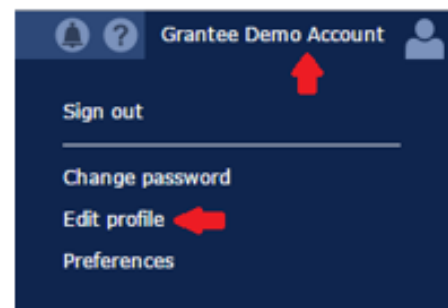 ? Grantee Demo Account
Sign out
Change password
Edit profile
Preferences